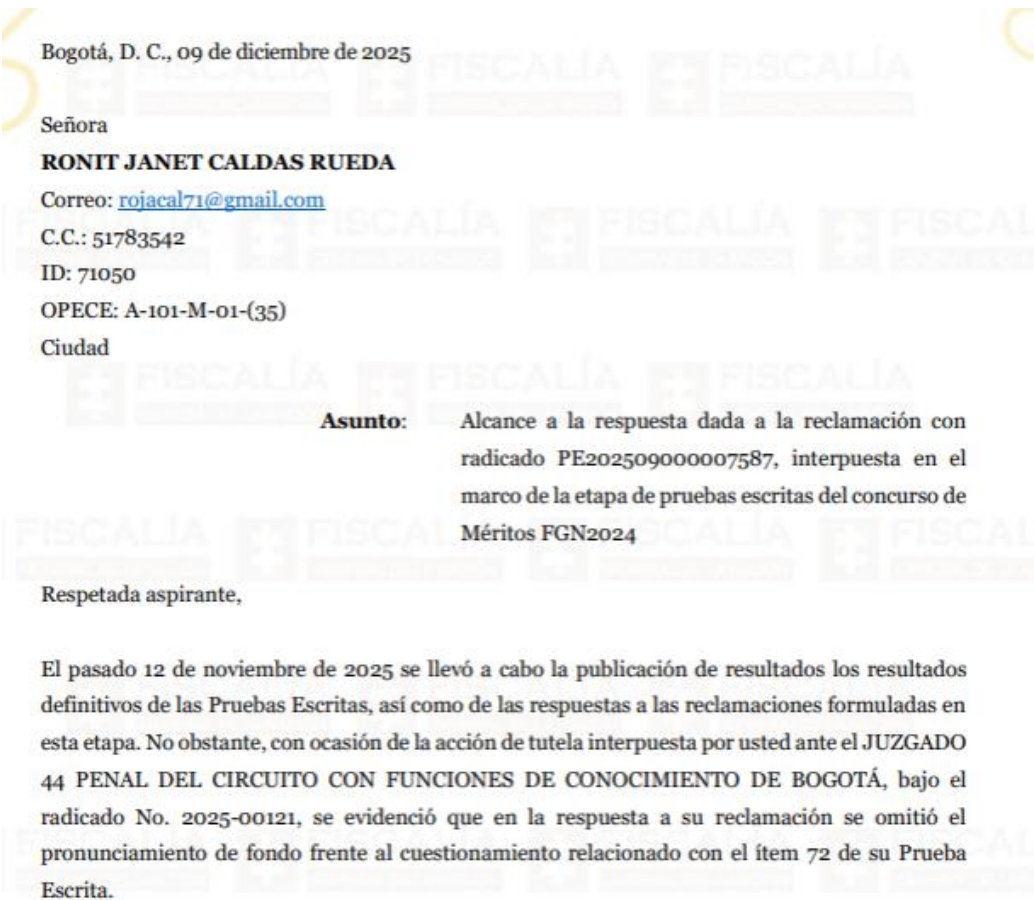 Bogotá, D. C., 09 de diciembre de 2025
Señora
RONIT JANET CALDAS RUEDA
Correo: rojacal71@gmail.com
C.C.: 51783542
ID: 71050
OPECE: A-101-M-01-(35)
Ciudad
Asunto: Alcance a la respuesta dada a la reclamación con
radicado PE202509000007587, interpuesta en el
marco de la etapa de pruebas escritas del concurso de
Méritos FGN2024
Respetada aspirante,
El pasado 12 de noviembre de 2025 se llevó a cabo la publicación de resultados los resultados
definitivos de las Pruebas Escritas, así como de las respuestas a las reclamaciones formuladas en
esta etapa. No obstante, con ocasión de la acción de tutela interpuesta por usted ante el JUZGADO
44 PENAL DEL CIRCUITO CON FUNCIONES DE CONOCIMIENTO DE BOGOTÁ, bajo el
radicado No. 2025-00121, se evidenció que en la respuesta a su reclamación se omitió el
pronunciamiento de fondo frente al cuestionamiento relacionado con el ítem 72 de su Prueba
Escrita.